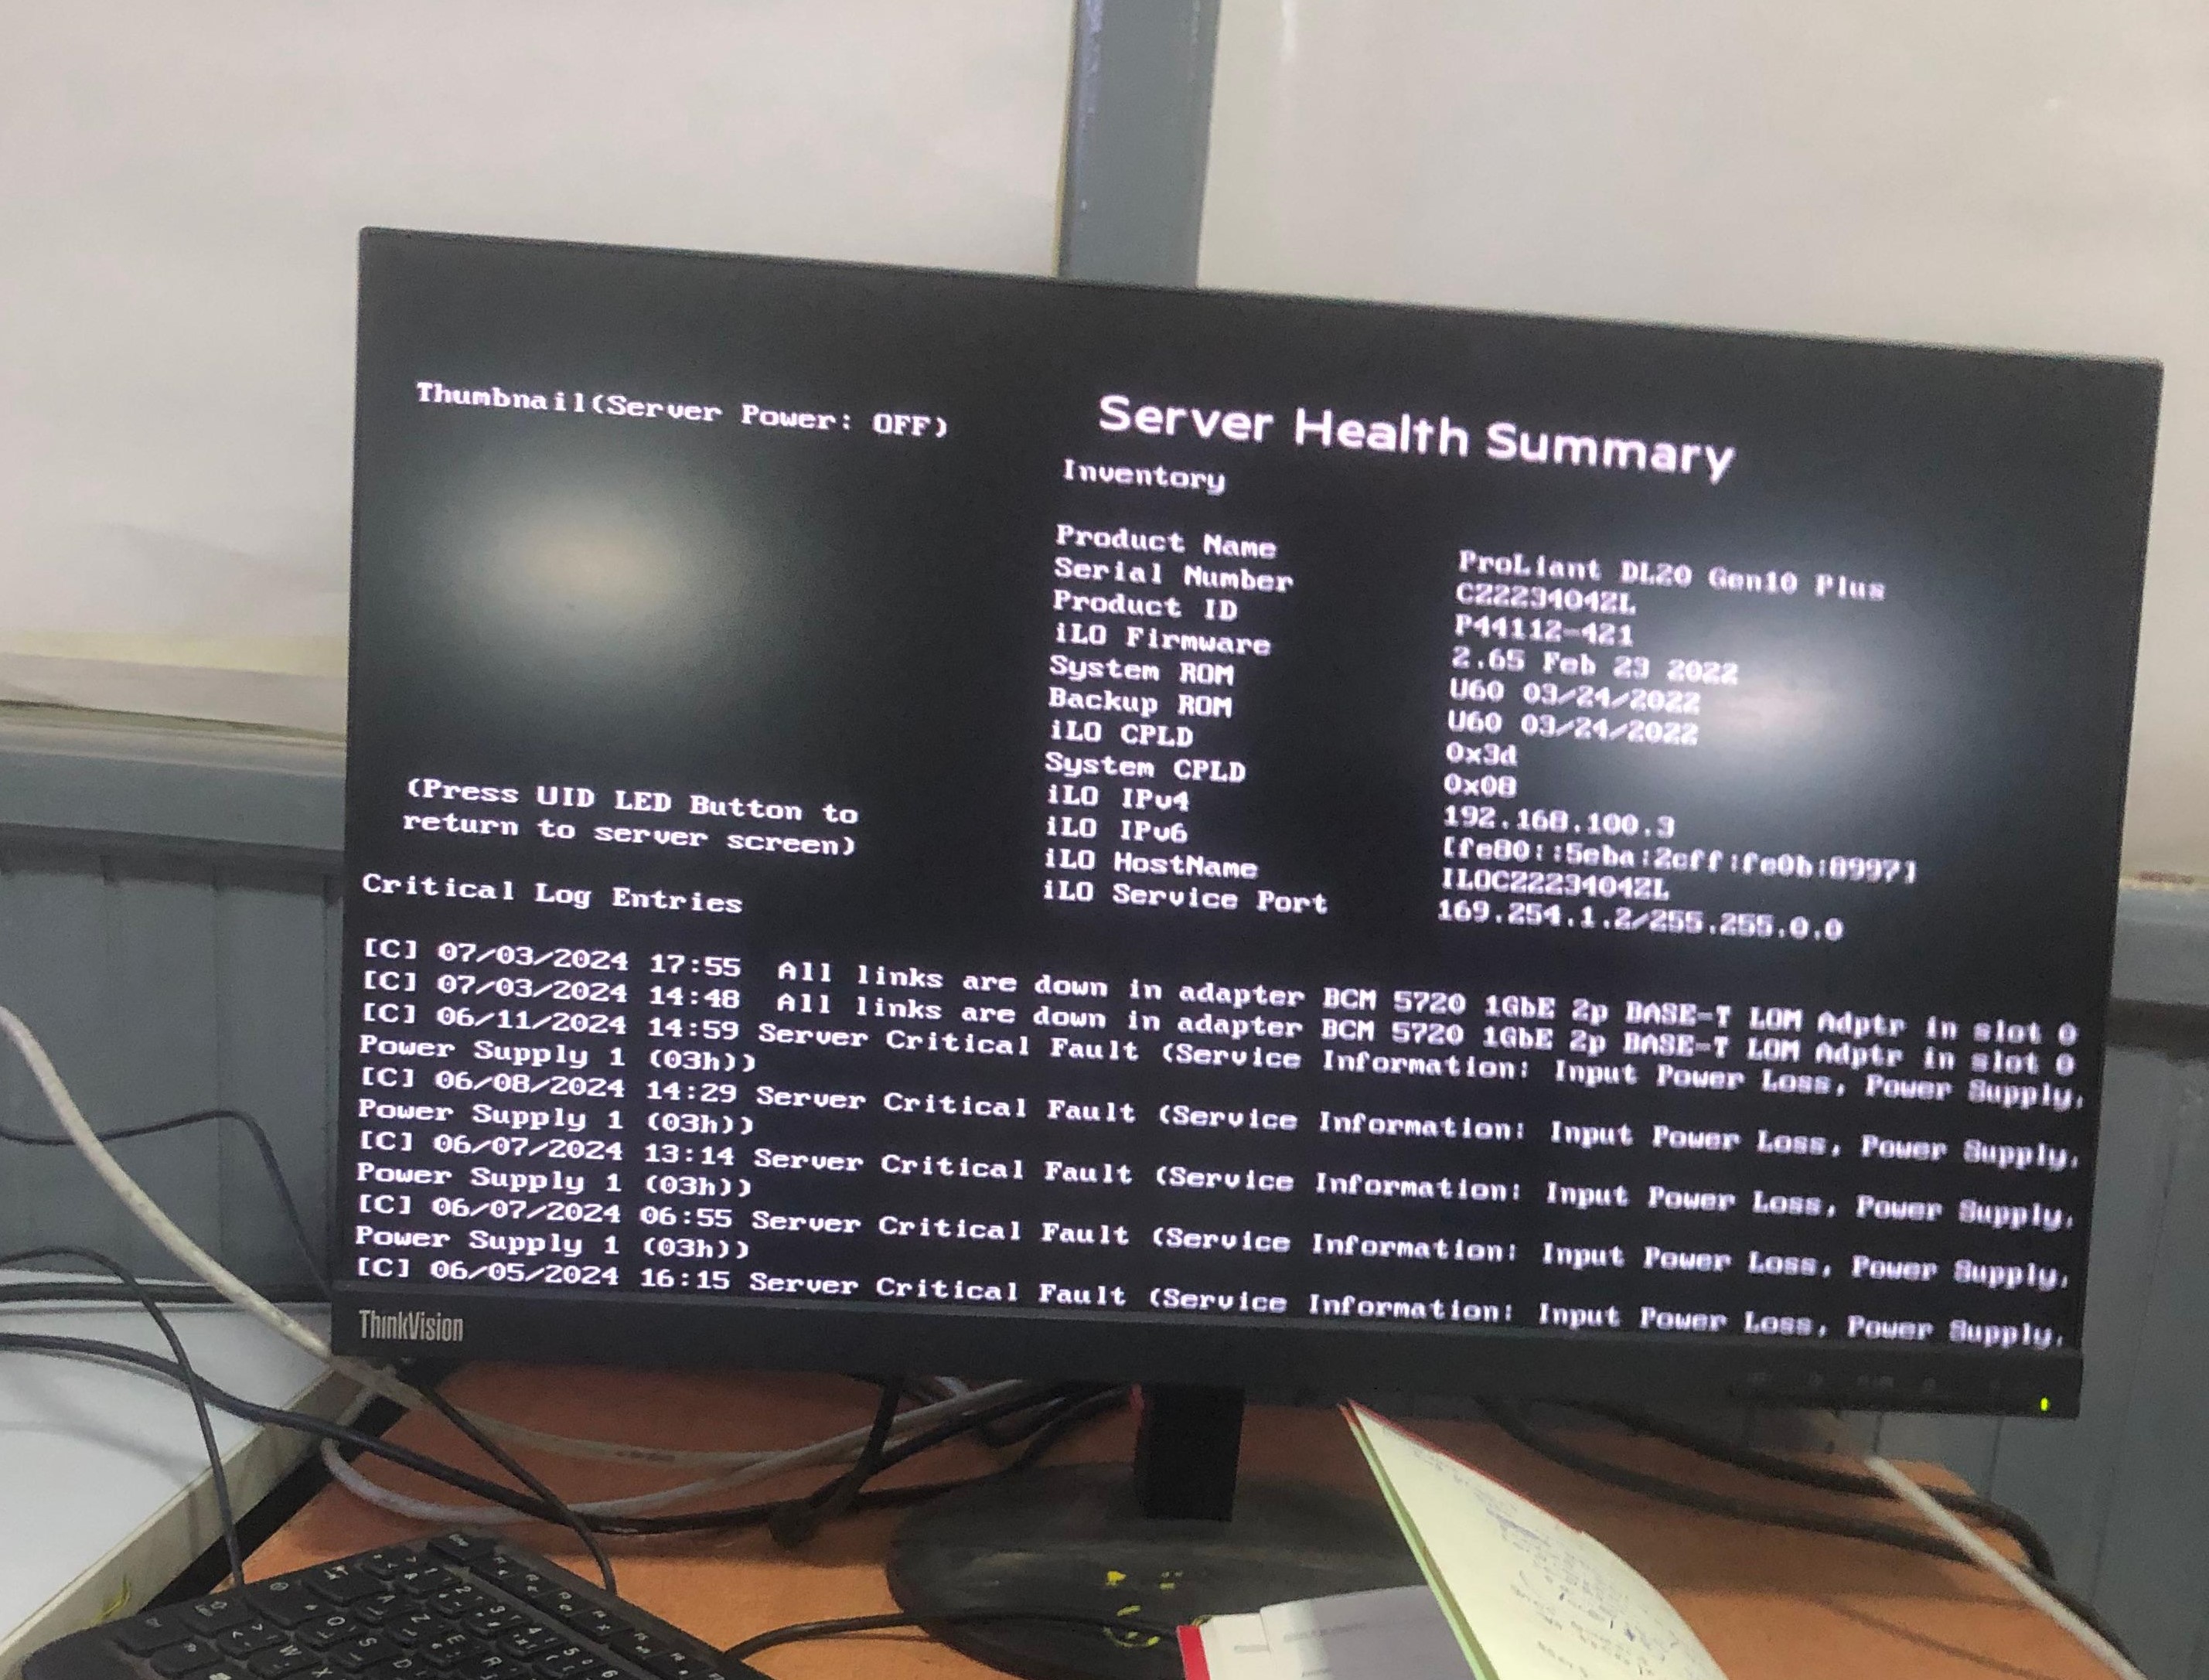 Thumbnail(Server Power: OFF)
Server Health Summary
Inventory
Product Name ProLiant DL20 Gen10 Plus
Serial Number CZ2234042L
Product ID P44112-421
iLO Firmware 2.65 Feb 23 2022
System ROM U60 03/24/2022
Backup ROM U60 03/24/2022
iLO CPLD 0x3d
System CPLD 0x08
iLO IPv4 192.168.100.3
iLO IPv6 [fe80::5eba:2cff:fe0b:8997]
iLO HostName ILOCZ2234042L
iLO Service Port 169.254.1.2/255.255.0.0
(Press UID LED Button to
return to server screen)
Critical Log Entries
[C] 07/03/2024 17:55 All links are down in adapter BCM 5720 1GbE 2p BASE-T LOM Adptr in slot 0
[C] 07/03/2024 14:48 All links are down in adapter BCM 5720 1GbE 2p BASE-T LOM Adptr in slot 0
[C] 06/11/2024 14:59 Server Critical Fault (Service Information: Input Power Loss, Power Supply,
Power Supply 1 (03h))
[C] 06/08/2024 14:29 Server Critical Fault (Service Information: Input Power Loss, Power Supply,
Power Supply 1 (03h))
[C] 06/07/2024 13:14 Server Critical Fault (Service Information: Input Power Loss, Power Supply,
Power Supply 1 (03h))
[C] 06/07/2024 06:55 Server Critical Fault (Service Information: Input Power Loss, Power Supply,
Power Supply 1 (03h))
[C] 06/05/2024 16:15 Server Critical Fault (Service Information: Input Power Loss, Power Supply,
ThinkVision